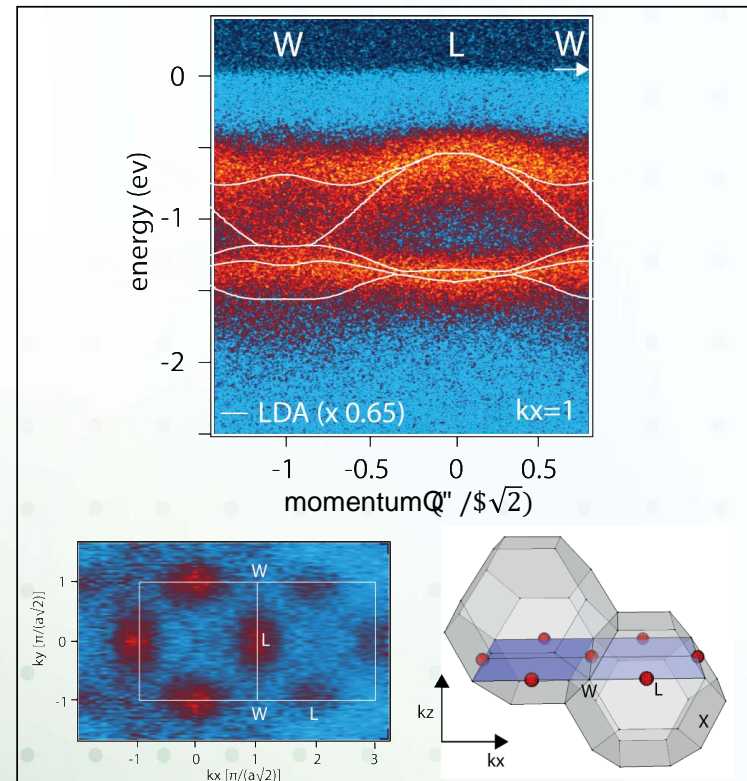 W L W
0
-1
-2
energy (ev)
— LDA (x 0.65) kx=1
-1 -0.5 0 0.5
momentumQ" /$√2)
W
L
W L
1
0
-1
ky [π/(a√2)]
-1 0 1 2 3
kx [π/(a√2)]
W L
X
kz
kx